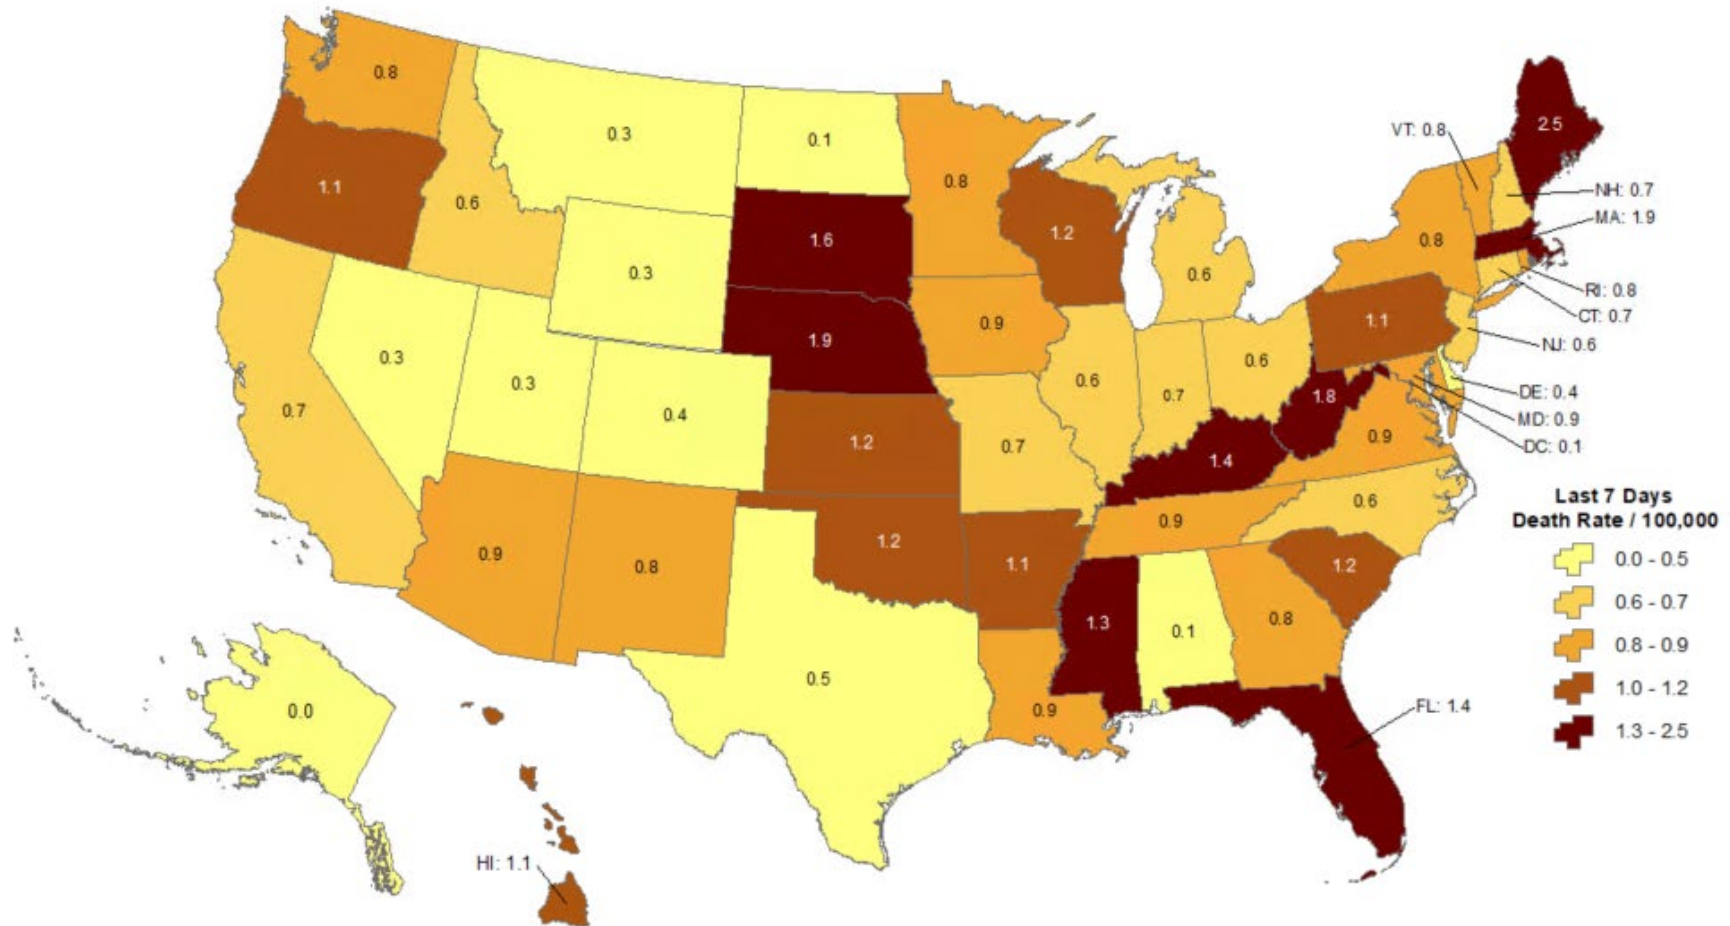 0.8
0.3
0.1
2.5
VT: 0.8
1.1
0.6
0.8
NH: 0.7
MA: 1.9
1.6
1.2
0.8
0.3
0.6
RI: 0.8
CT: 0.7
1.1
NJ: 0.6
0.9
1.9
0.3
0.3
0.6
0.6
0.7
DE: 0.4
1.8
0.7
0.4
MD: 0.9
0.9
DC: 0.1
1.2
0.7
1.4
Last 7 Days
Death Rate / 100,000
0.6
0.9
1.2
0.9
0.8
1.1
1.2
0.0 - 0.5
0.6 - 0.7
0.8 - 0.9
1.0 - 1.2
1.3 - 2.5
1.3
0.1
0.8
0.5
0.0
0.9
FL: 1.4
HI: 1.1